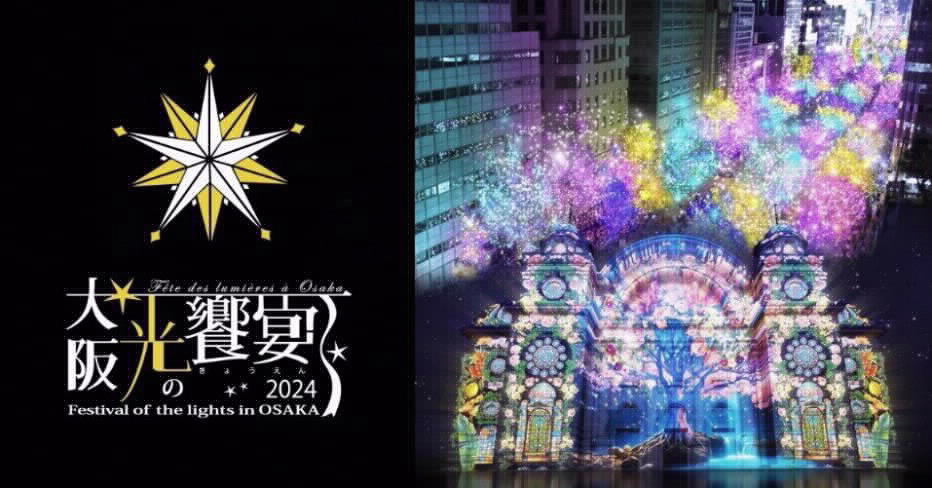 Fête des lumières à Osaka
大阪光の饗宴
きょうえん
2024
Festival of the lights in OSAKA